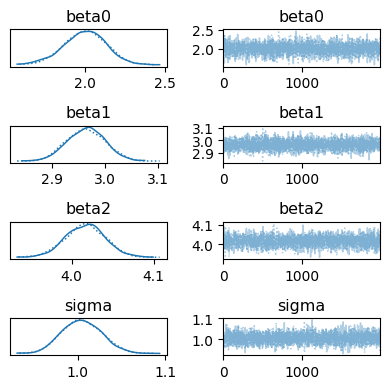 beta0 beta0
2.5
2.0
2.0 2.5 0 1000
beta1 beta1
3.1
3.0
2.9
2.9 3.0 3.1 0 1000
beta2 beta2
4.1
4.0
4.0 4.1 0 1000
sigma sigma
1.1
1.0
1.0 1.1 0 1000